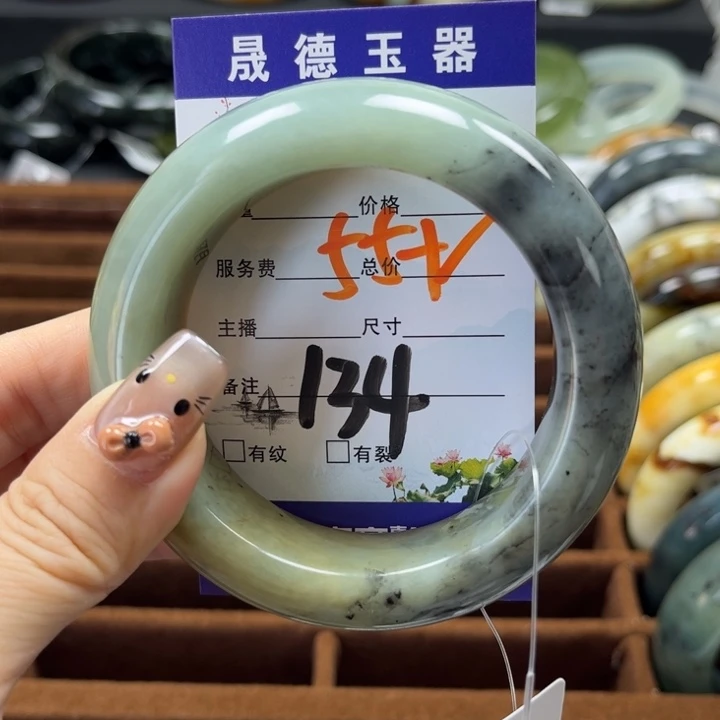 晟德玉器
价格
服务费 总价
55V
主播 尺寸
备注
134
□有纹 □有裂